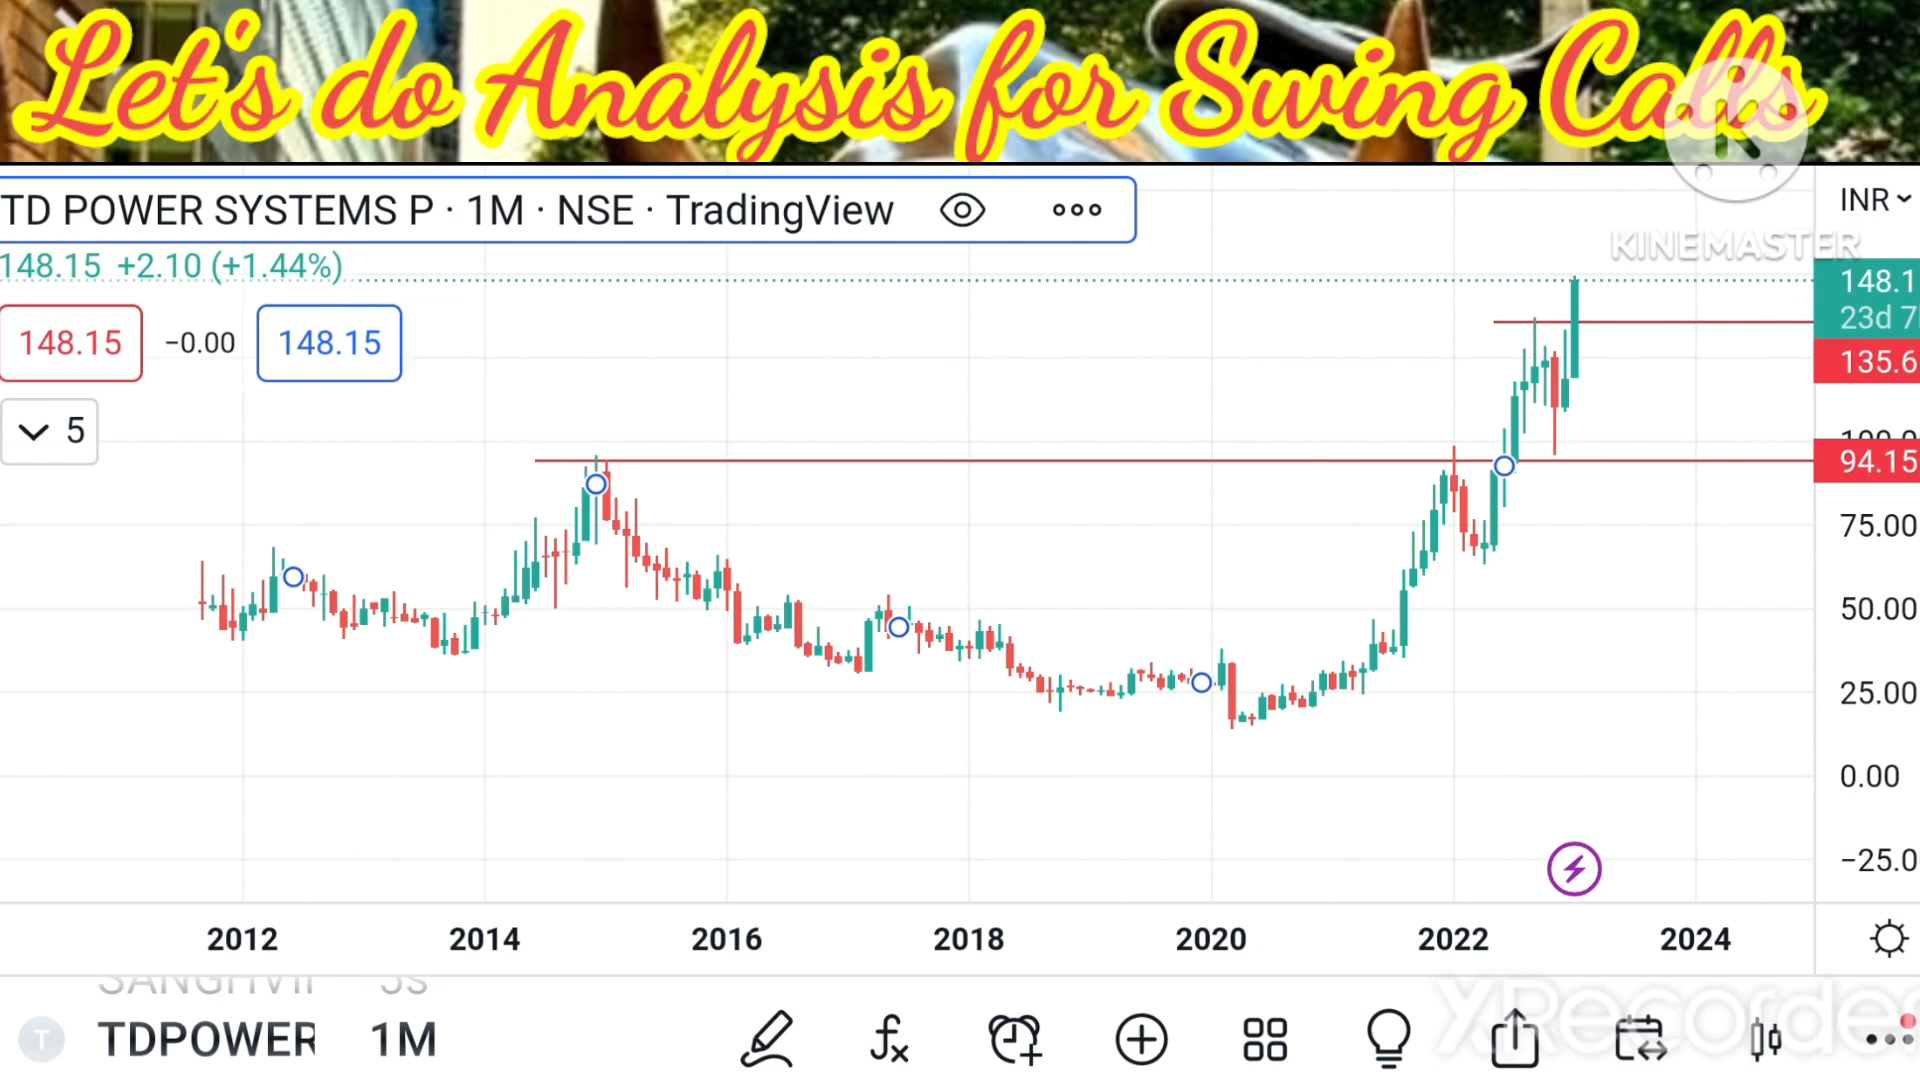 Let's do Analysis for Swing Calls
K
KINEMASTER
TD POWER SYSTEMS P · 1M · NSE · TradingView
INR
148.15 +2.10 (+1.44%)
148.15 −0.00 148.15
5
148.1
23d 7
135.6
94.15
75.00
50.00
25.00
0.00
−25.0
2012 2014 2016 2018 2020 2022 2024
5s
T TDPOWER 1M
XRecorder